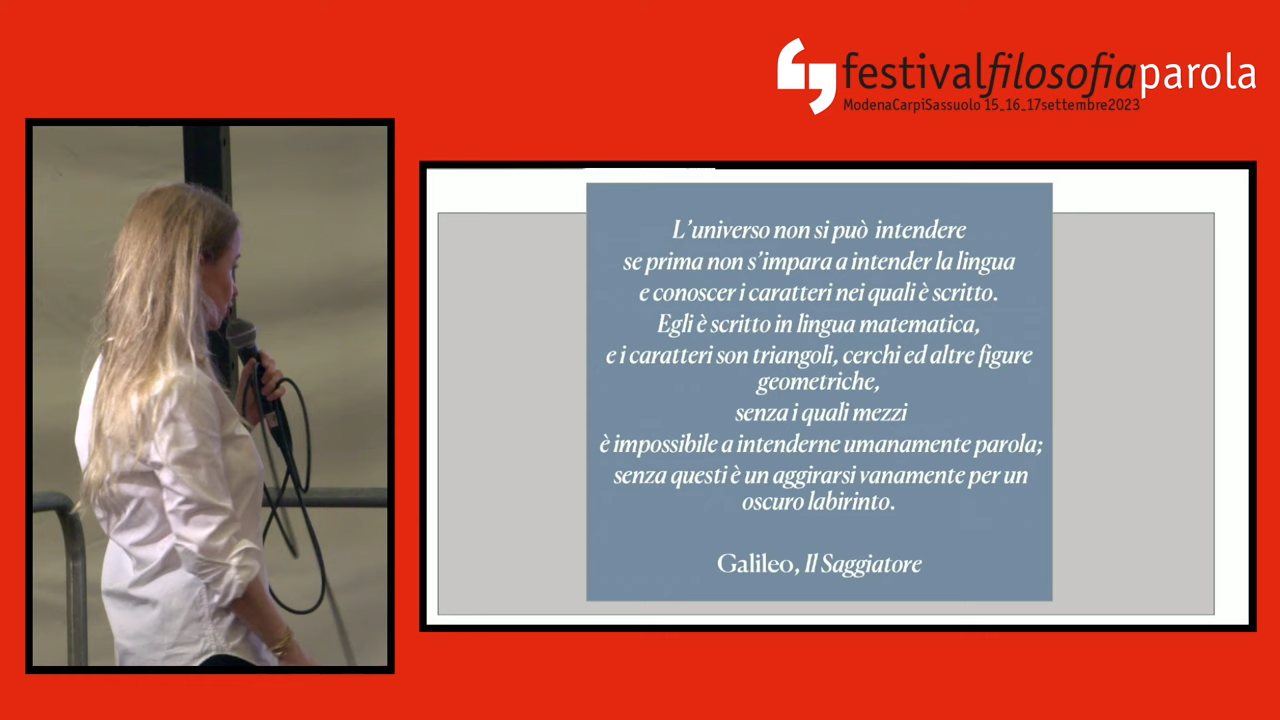 festivalfilosofiaparola
ModenaCarpiSassuolo 15_16_17settembre2023
L'universo non si può intendere
se prima non s'impara a intender la lingua
e conoscer i caratteri nei quali è scritto.
Egli è scritto in lingua matematica,
e i caratteri son triangoli, cerchi ed altre figure
geometriche,
senza i quali mezzi
è impossibile a intenderne umanamente parola;
senza questi è un aggirarsi vanamente per un
oscuro labirinto.
Galileo, Il Saggiatore